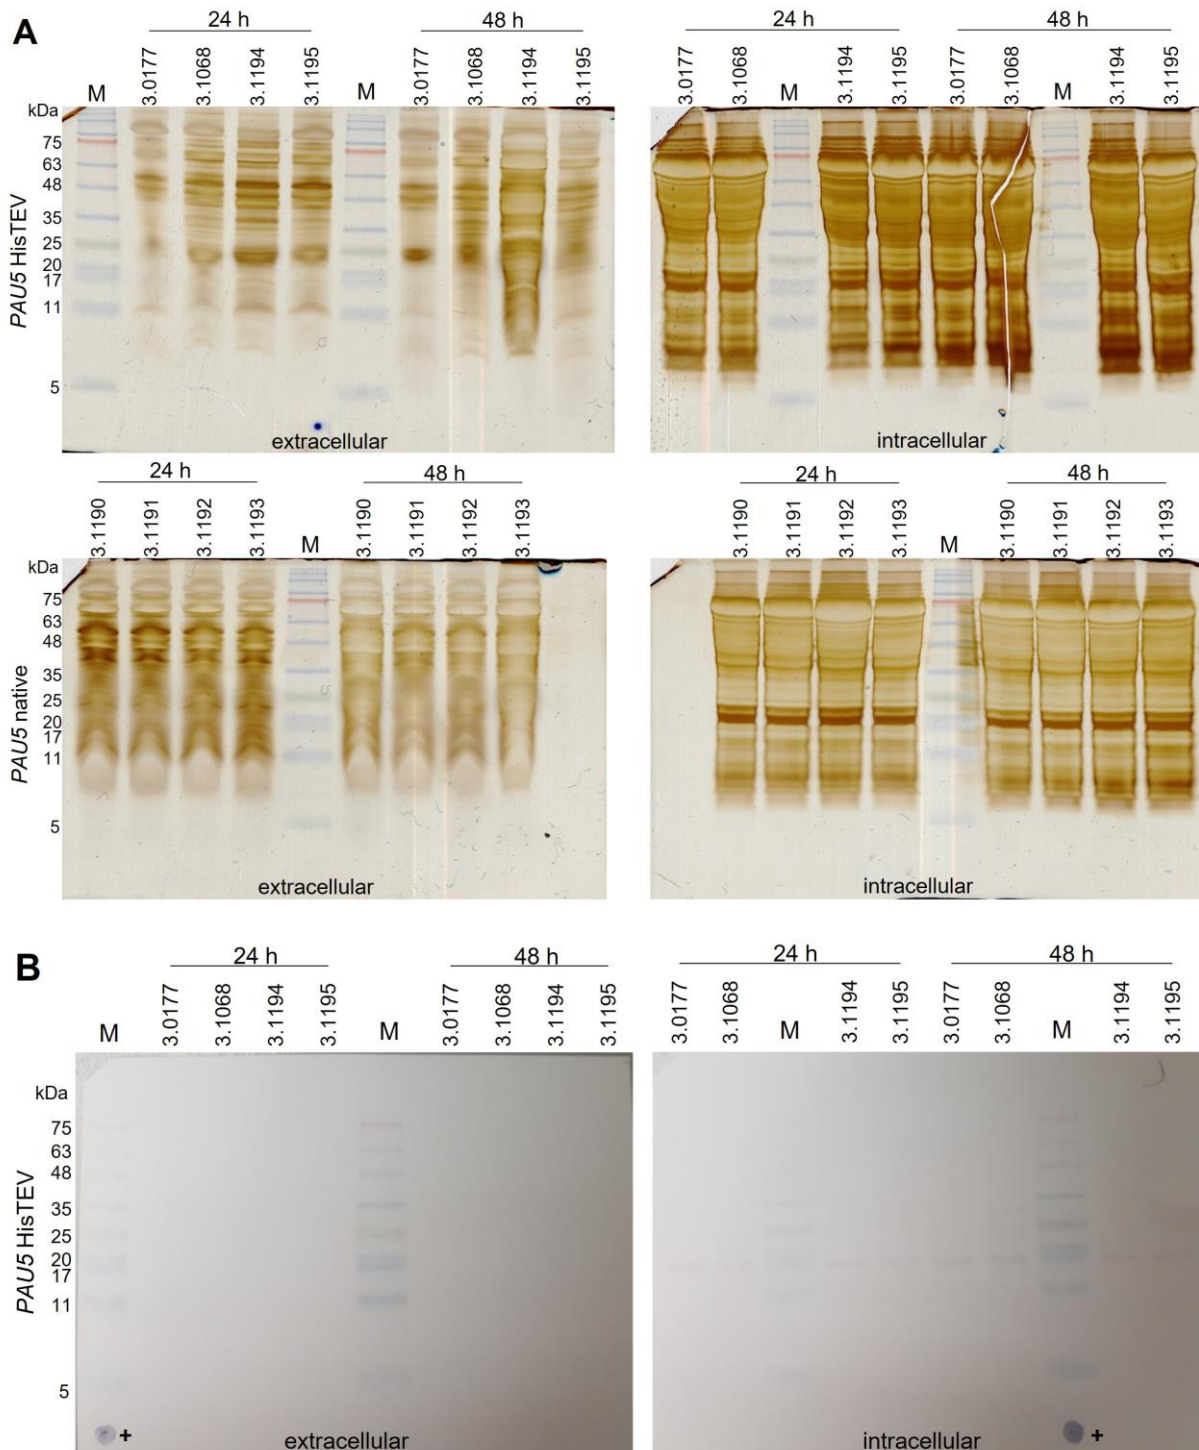 A
24 h
48 h
24 h
48 h
3.0177
3.1068
3.1194
3.1195
M
3.0177
3.1068
3.1194
3.1195
3.0177
3.1068
M
3.1194
3.1195
3.0177
3.1068
M
3.1194
3.1195
M
kDa
75
63
48
35
25
20
17
11
5
PAU5 HisTEV
extracellular
intracellular
24 h
48 h
24 h
48 h
3.1190
3.1191
3.1192
3.1193
M
3.1190
3.1191
3.1192
3.1193
3.1190
3.1191
3.1192
3.1193
M
3.1190
3.1191
3.1192
3.1193
kDa
75
63
48
35
25
20
17
11
5
PAU5 native
extracellular
intracellular
B
24 h
48 h
24 h
48 h
M
3.0177
3.1068
3.1194
3.1195
M
3.0177
3.1068
3.1194
3.1195
3.0177
3.1068
M
3.1194
3.1195
3.0177
3.1068
M
3.1194
3.1195
kDa
75
63
48
35
25
20
17
11
5
PAU5 HisTEV
+
extracellular
intracellular
+